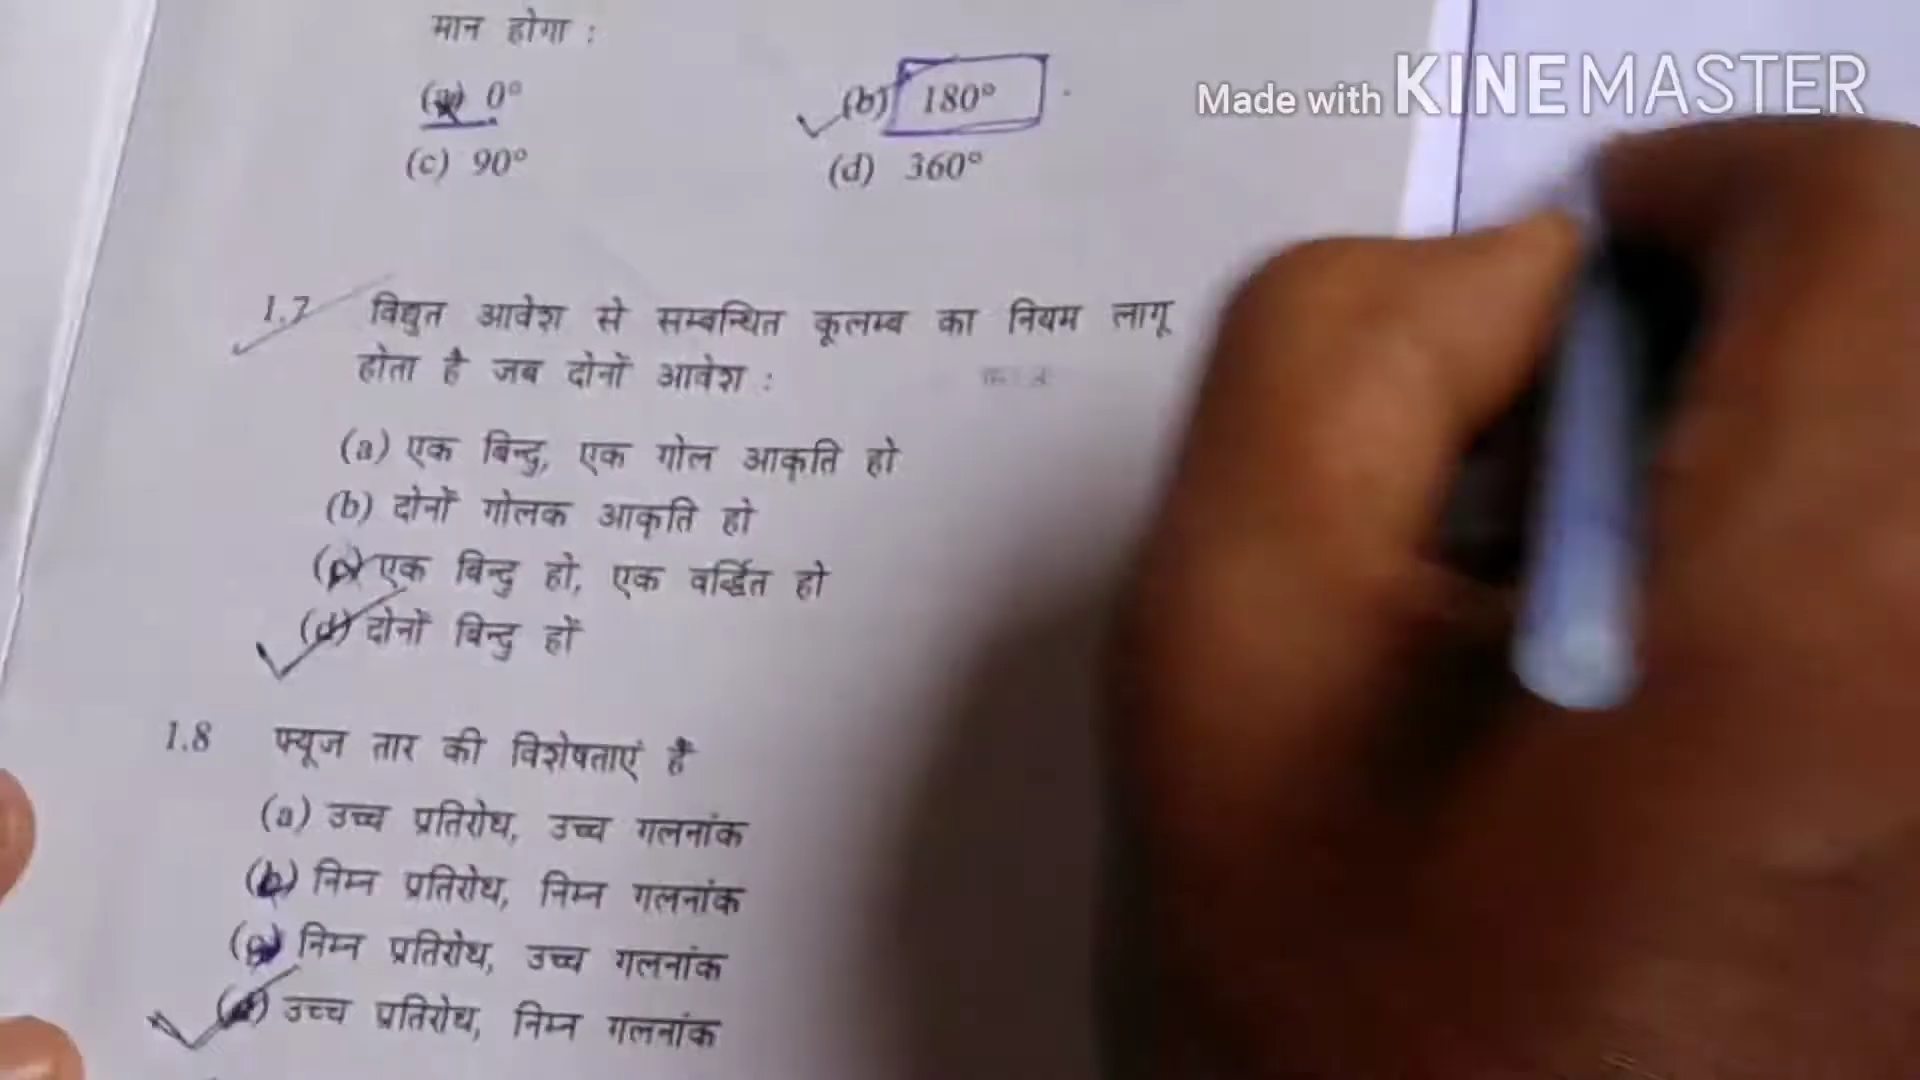 मान होगा :
Made with KINEMASTER
(a) 0° (b) 180°
(c) 90° (d) 360°
1.7 विद्युत आवेश से सम्बन्धित कूलम्ब का नियम लागू
होता है जब दोनों आवेश :
(a) एक बिन्दु, एक गोल आकृति हो
(b) दोनों गोलक आकृति हो
(c) एक बिन्दु हो, एक वर्द्धित हो
(d) दोनों बिन्दु हों
1.8 फ्यूज तार की विशेषताएं हैं
(a) उच्च प्रतिरोध, उच्च गलनांक
(b) निम्न प्रतिरोध, निम्न गलनांक
(c) निम्न प्रतिरोध, उच्च गलनांक
(d) उच्च प्रतिरोध, निम्न गलनांक